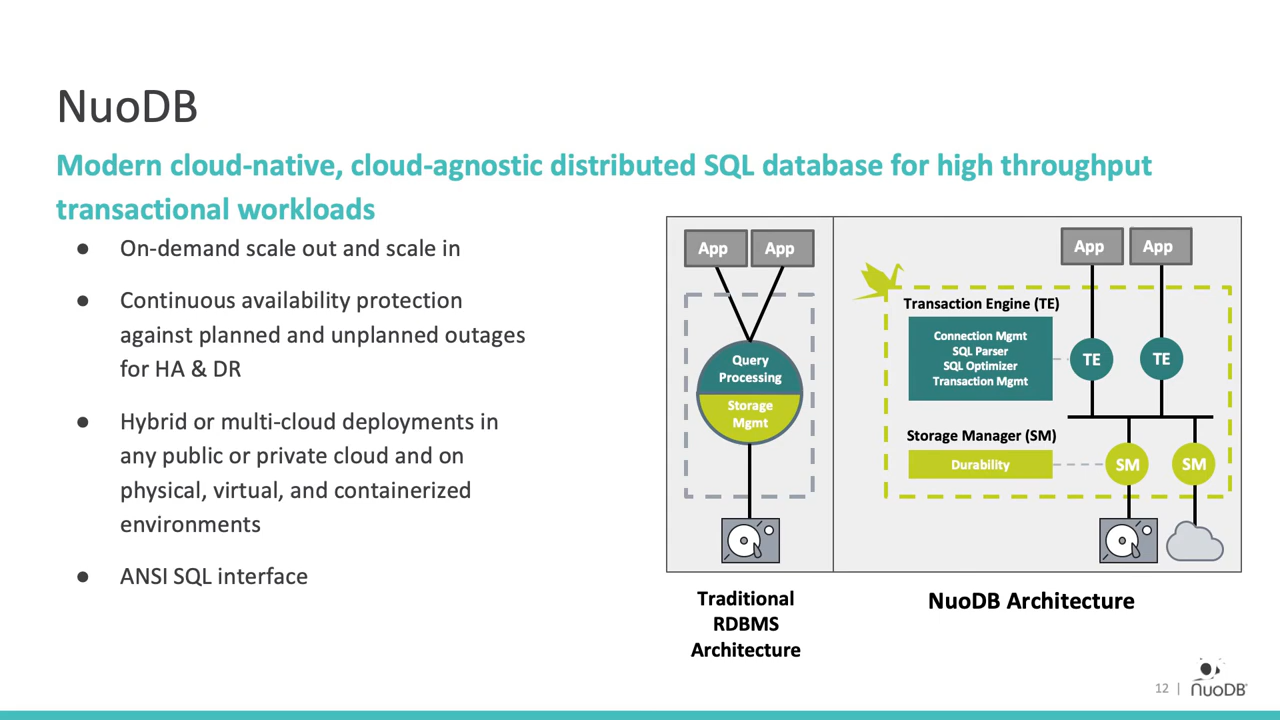 NuoDB
Modern cloud-native, cloud-agnostic distributed SQL database for high throughput
transactional workloads
● On-demand scale out and scale in
● Continuous availability protection
against planned and unplanned outages
for HA & DR
● Hybrid or multi-cloud deployments in
any public or private cloud and on
physical, virtual, and containerized
environments
● ANSI SQL interface
App App
Query
Processing
Storage
Mgmt
Traditional
RDBMS
Architecture
App App
Transaction Engine (TE)
Connection Mgmt
SQL Parser
SQL Optimizer
Transaction Mgmt
TE TE
Storage Manager (SM)
Durability
SM SM
NuoDB Architecture
12 | NUODB